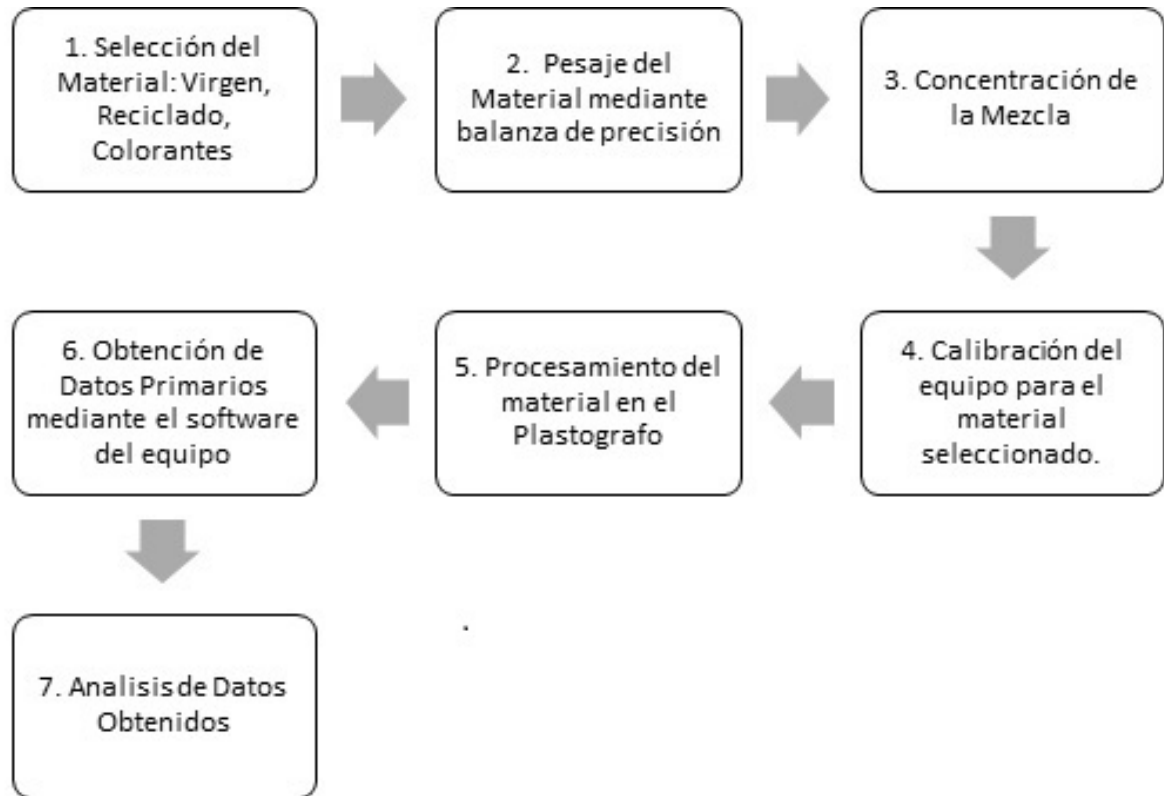 1. Selección del
Material: Virgen,
Reciclado,
Colorantes
2. Pesaje del
Material mediante
balanza de precisión
3. Concentración de
la Mezcla
4. Calibración del
equipo para el
material
seleccionado.
5. Procesamiento del
material en el
Plastografo
6. Obtención de
Datos Primarios
mediante el software
del equipo
7. Analisis de Datos
Obtenidos
.